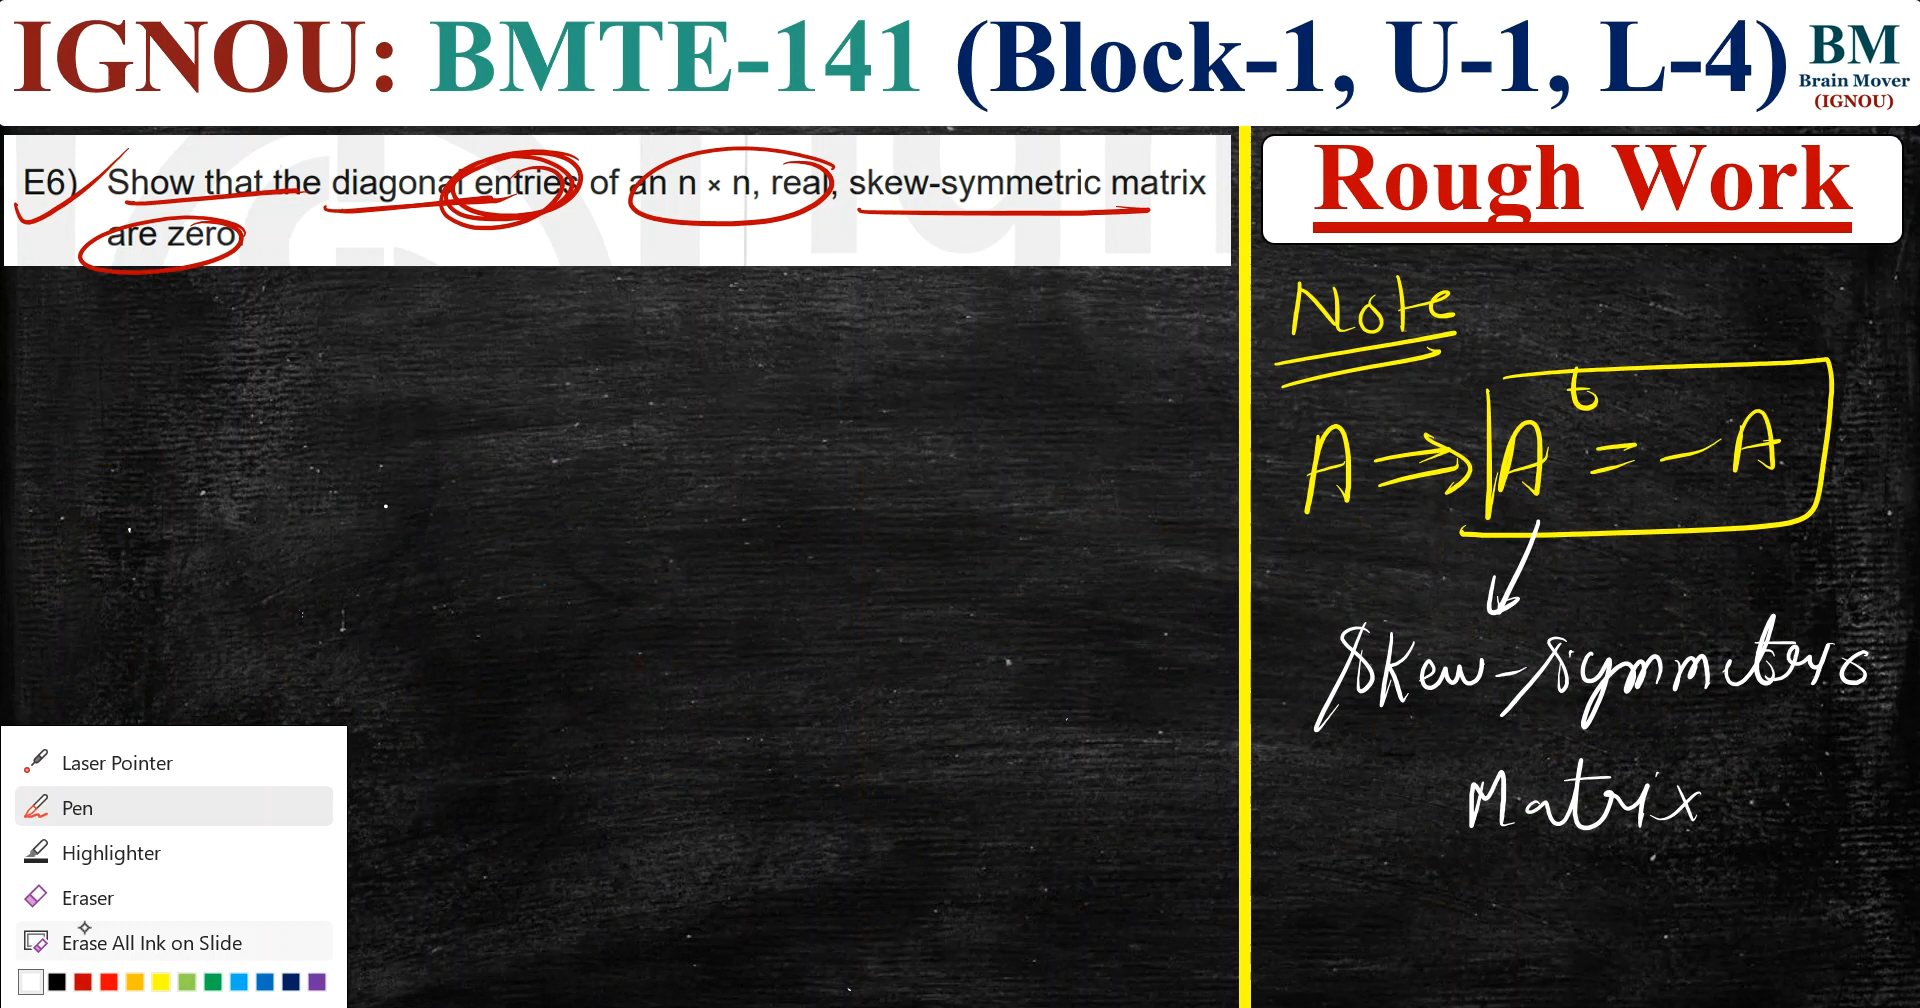 IGNOU: BMTE-141 (Block-1, U-1, L-4)
BM
Brain Mover
(IGNOU)
E6) Show that the diagonal entries of an n × n, real, skew-symmetric matrix
are zero.
Rough Work
Note
A ⇒ Aᵗ = -A
Skew-Symmetric
Matrix
Laser Pointer
Pen
Highlighter
Eraser
Erase All Ink on Slide